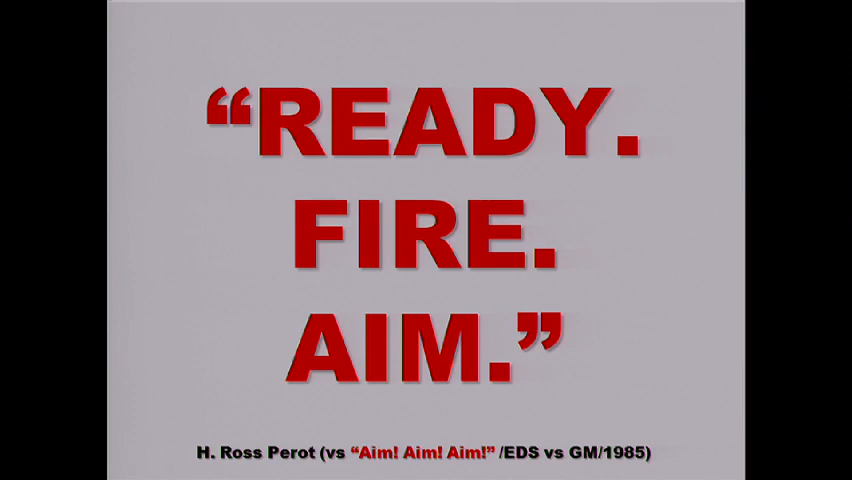 “READY.
FIRE.
AIM.”
H. Ross Perot (vs “Aim! Aim! Aim!” /EDS vs GM/1985)